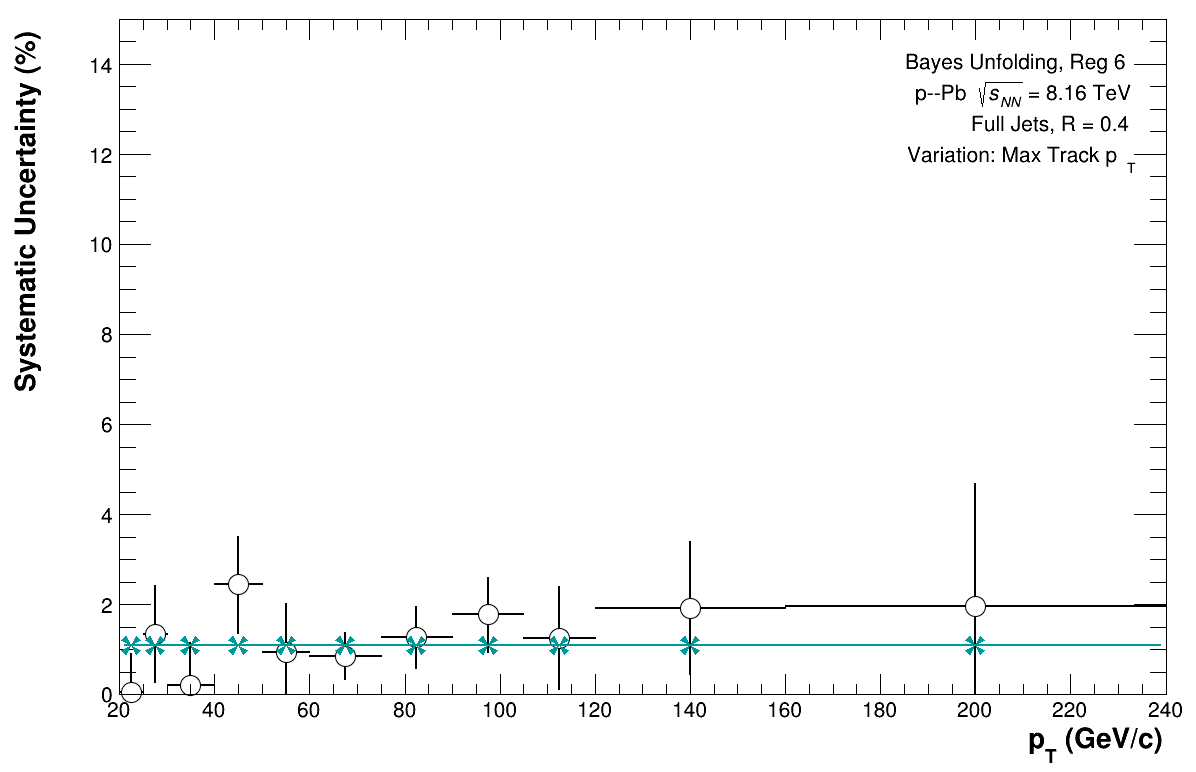 Systematic Uncertainty (%)
14
12
10
8
6
4
2
0
Bayes Unfolding, Reg 6
p--Pb √s_NN = 8.16 TeV
Full Jets, R = 0.4
Variation: Max Track p_T
20 40 60 80 100 120 140 160 180 200 220 240
p_T (GeV/c)